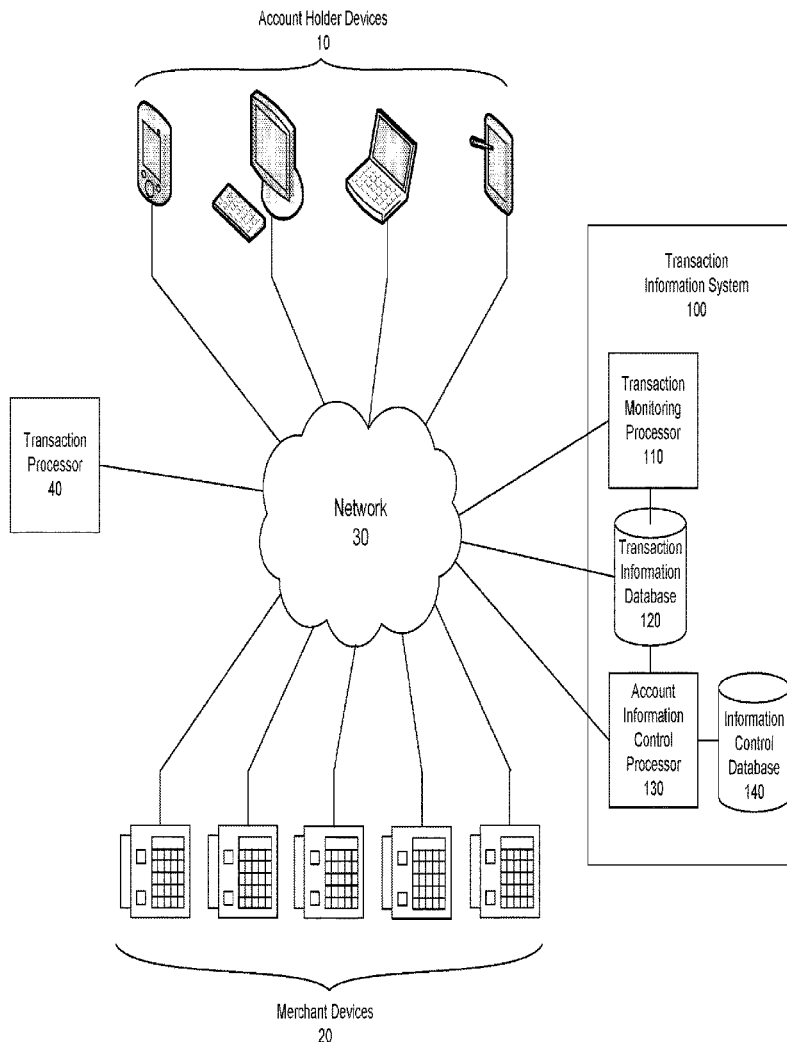 Account Holder Devices
10
Transaction
Information System
100
Transaction
Monitoring
Processor
110
Transaction
Processor
40
Network
30
Transaction
Information
Database
120
Account
Information
Control
Processor
130
Information
Control
Database
140
Merchant Devices
20